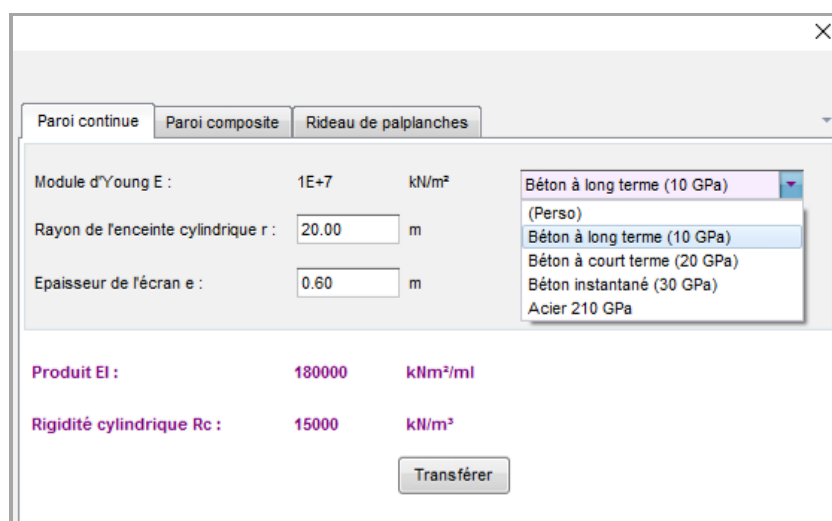 Paroi continue Paroi composite Rideau de palplanches
Module d'Young E : 1E+7 kN/m² Béton à long terme (10 GPa)
(Perso)
Rayon de l'enceinte cylindrique r : 20.00 m Béton à long terme (10 GPa)
Béton à court terme (20 GPa)
Epaisseur de l'écran e : 0.60 m Béton instantané (30 GPa)
Acier 210 GPa
Produit EI : 180000 kNm²/ml
Rigidité cylindrique Rc : 15000 kN/m³
Transférer